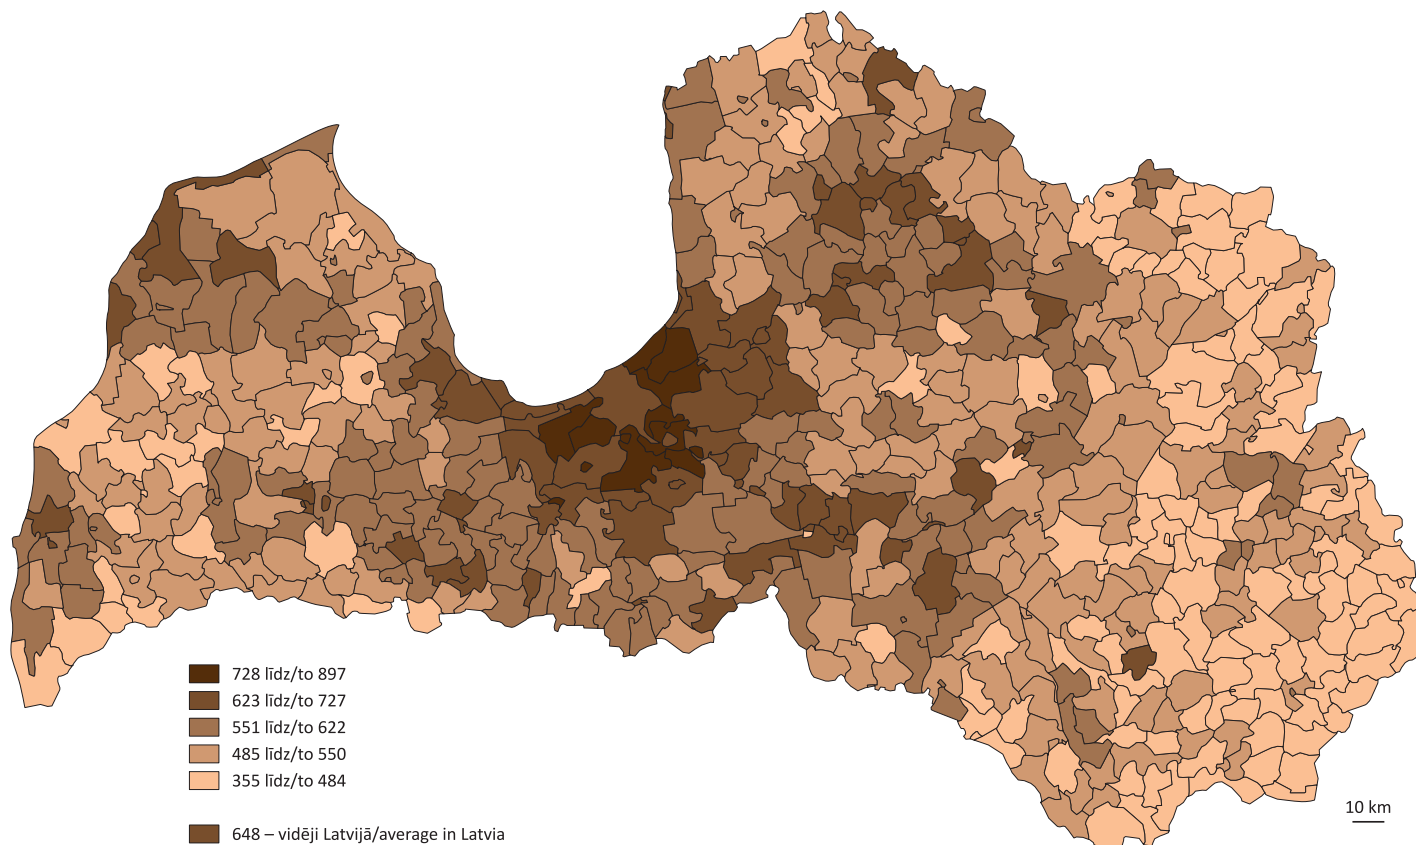 728 līdz/to 897
623 līdz/to 727
551 līdz/to 622
485 līdz/to 550
355 līdz/to 484
648 – vidēji Latvijā/average in Latvia
10 km